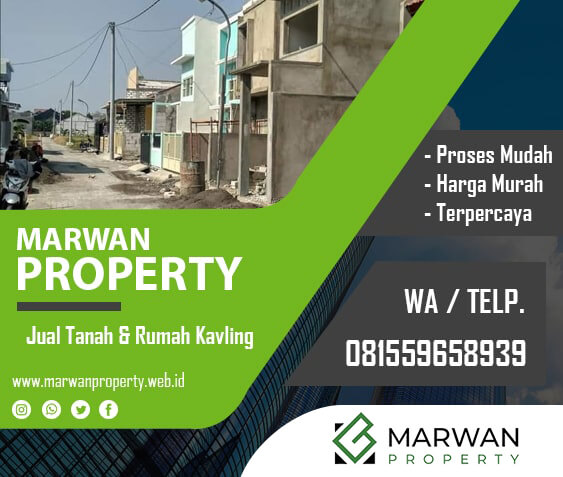 - Proses Mudah
- Harga Murah
- Terpercaya
MARWAN
PROPERTY
Jual Tanah & Rumah Kavling
www.marwanproperty.web.id
WA / TELP.
081559658939
MARWAN
PROPERTY